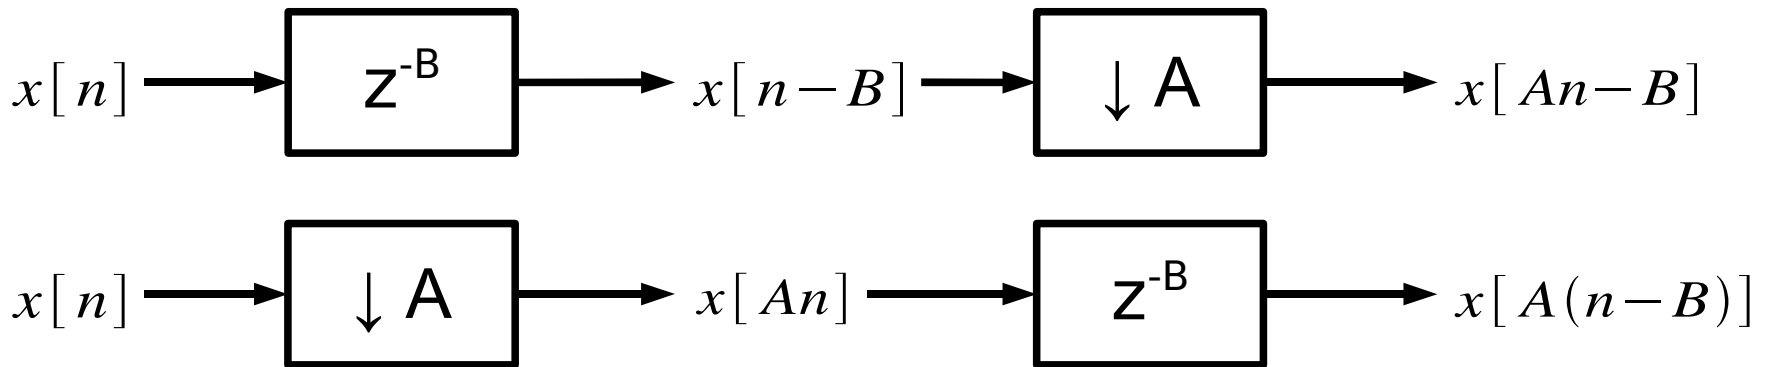 x[n] z^-B x[n−B] ↓ A x[An−B]
x[n] ↓ A x[An] z^-B x[A(n−B)]